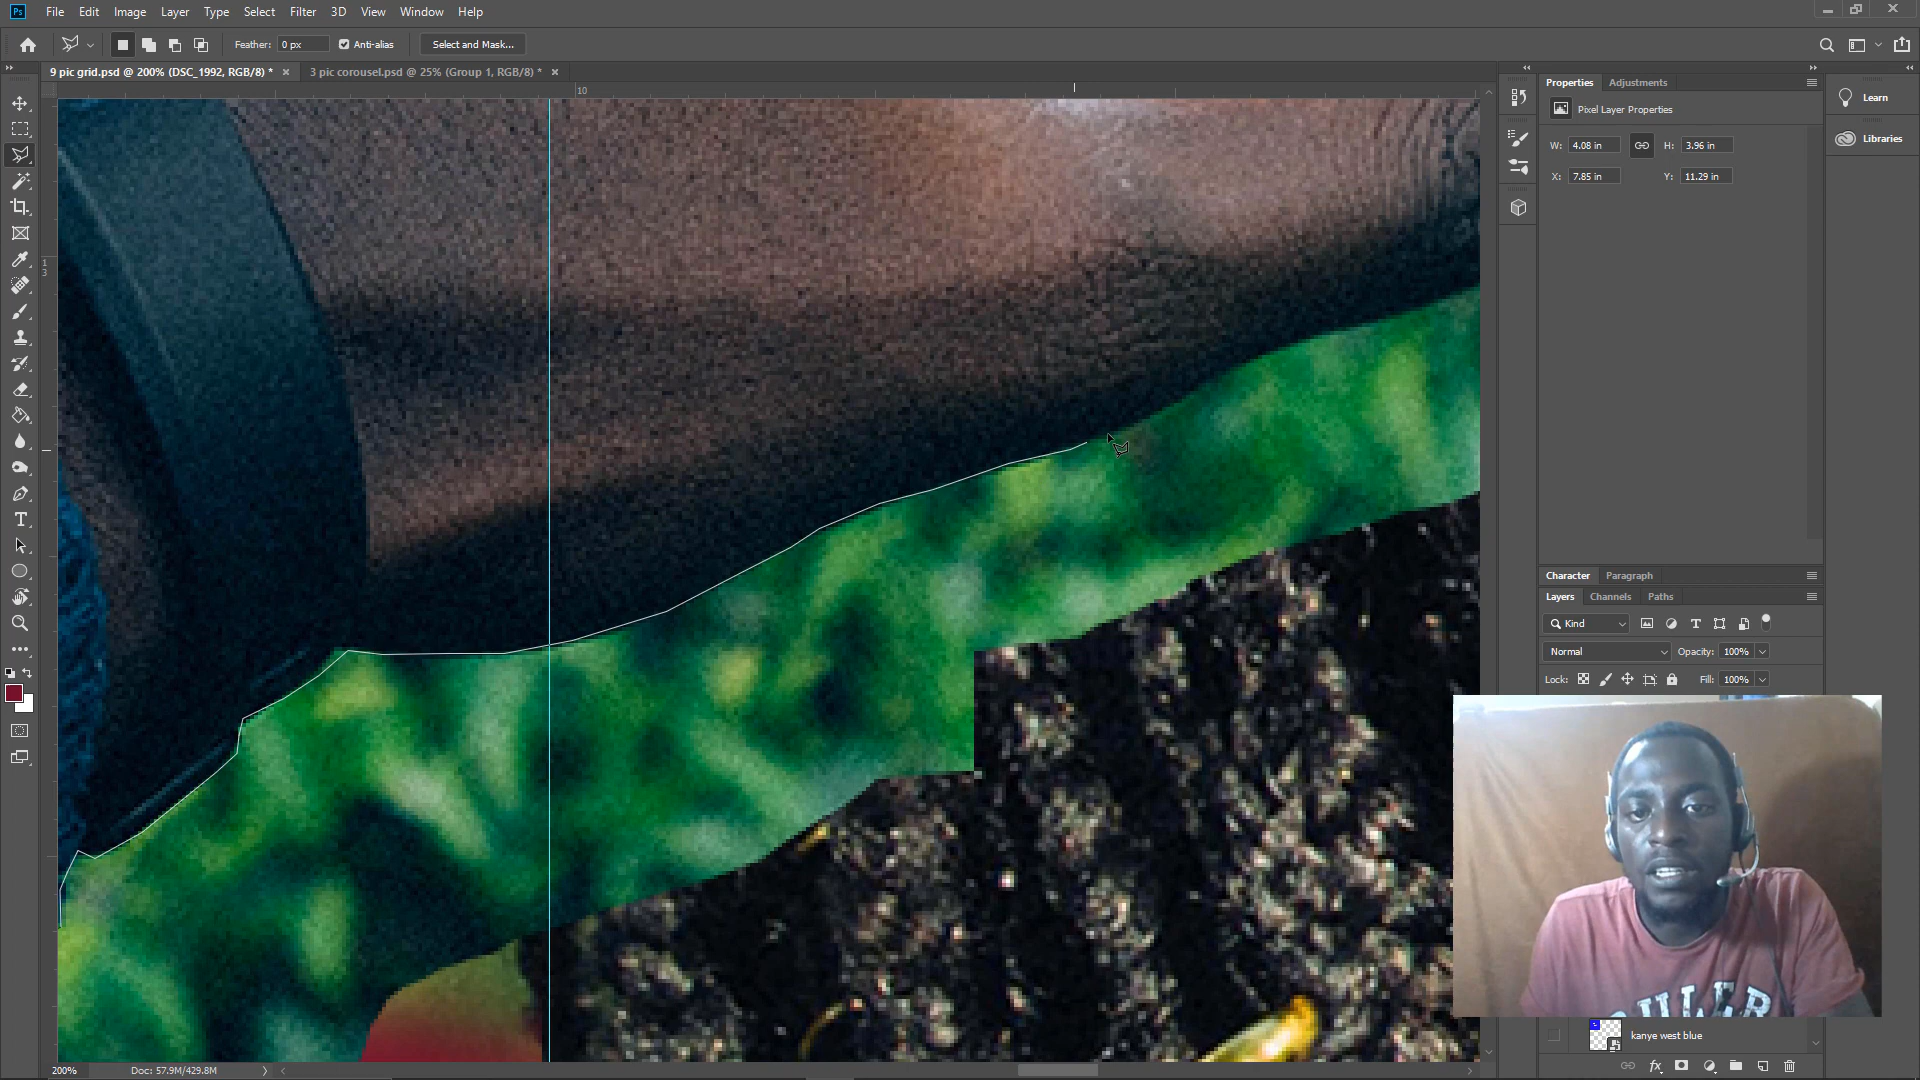 Ps File Edit Image Layer Type Select Filter 3D View Window Help
Feather: 0 px Anti-alias Select and Mask...
9 pic grid.psd @ 200% (DSC_1992, RGB/8) * × 3 pic corousel.psd @ 25% (Group 1, RGB/8) * ×
10
1
3
Properties Adjustments
Pixel Layer Properties
W: 4.08 in H: 3.96 in
X: 7.85 in Y: 11.29 in
Learn
Libraries
Character Paragraph
Layers Channels Paths
Kind
Normal Opacity: 100%
Lock: Fill: 100%
kanye west blue
fx
200% Doc: 57.9M/429.8M